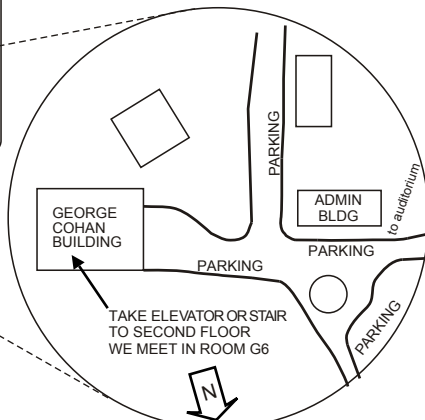 PARKING
ADMIN
BLDG
to auditorium
GEORGE
COHAN
BUILDING
PARKING
PARKING
PARKING
TAKE ELEVATOR OR STAIR
TO SECOND FLOOR
WE MEET IN ROOM G6
N